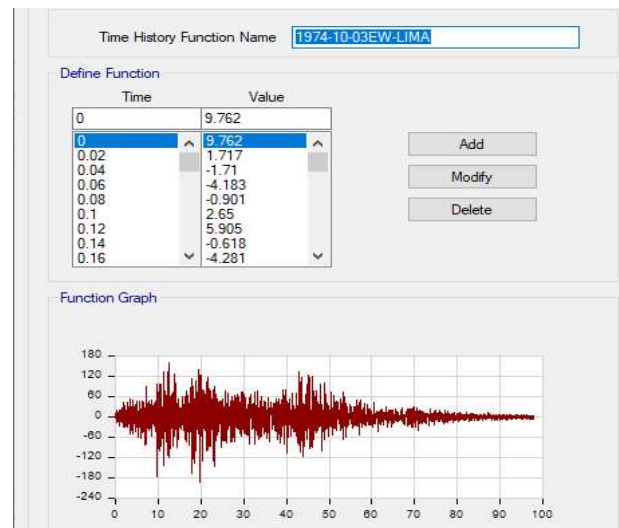 Time History Function Name 1974-10-03EW-LIMA
Define Function
Time Value
0 9.762
0 9.762
0.02 1.717
0.04 -1.71
0.06 -4.183
0.08 -0.901
0.1 2.65
0.12 5.905
0.14 -0.618
0.16 -4.281
Add
Modify
Delete
Function Graph
180
120
60
0
-60
-120
-180
-240
0 10 20 30 40 50 60 70 80 90 100